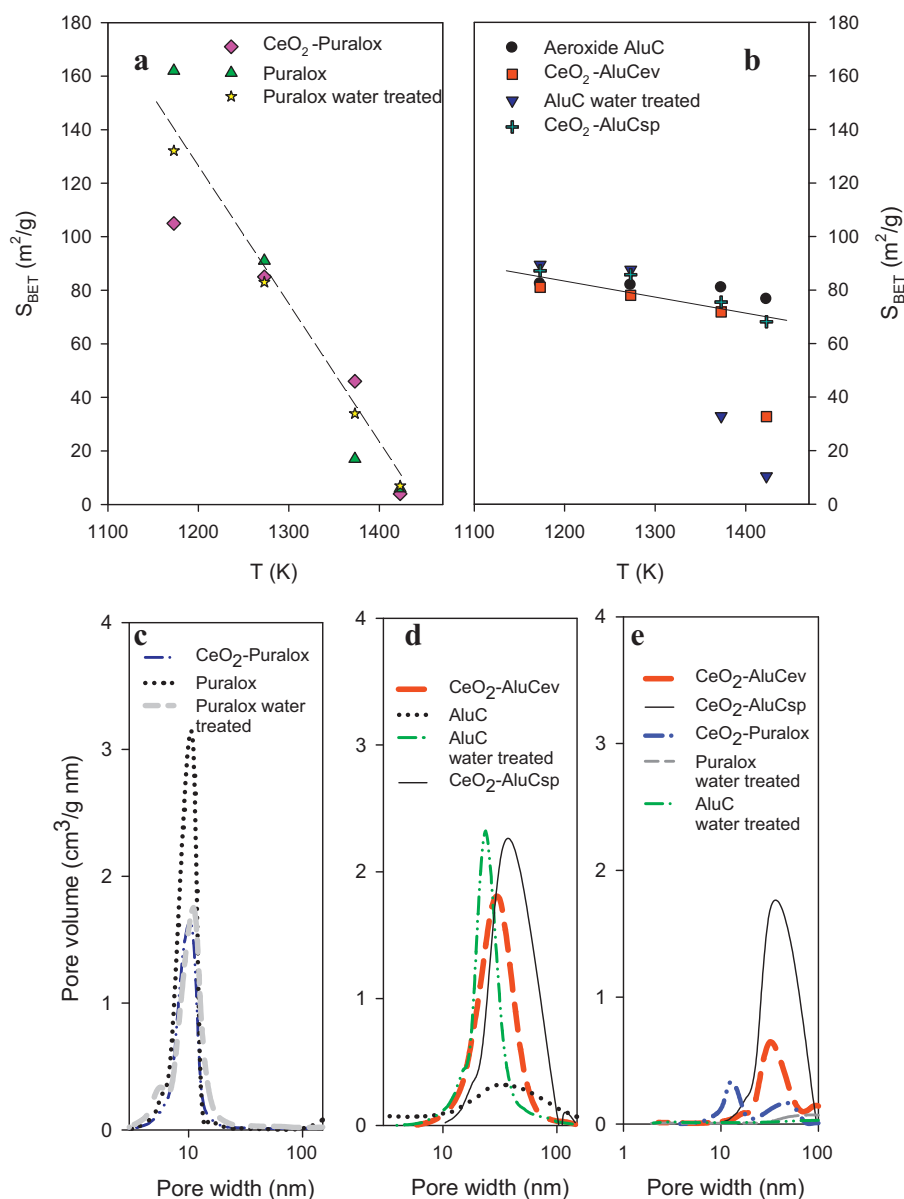 a
CeO2-Puralox
Puralox
Puralox water treated
SBET (m2/g)
180
160
140
120
100
80
60
40
20
0
1100
1200
1300
1400
T (K)
b
Aeroxide AluC
CeO2-AluCev
AluC water treated
CeO2-AluCsp
180
160
140
120
100
80
60
40
20
0
SBET (m2/g)
1100
1200
1300
1400
T (K)
c
CeO2-Puralox
Puralox
Puralox water
treated
Pore volume (cm3/g nm)
4
3
2
1
0
10
Pore width (nm)
d
CeO2-AluCev
AluC
AluC
water treated
CeO2-AluCsp
4
3
2
1
0
10
100
Pore width (nm)
e
CeO2-AluCev
CeO2-AluCsp
CeO2-Puralox
Puralox
water treated
AluC
water treated
4
3
2
1
0
1
10
100
Pore width (nm)